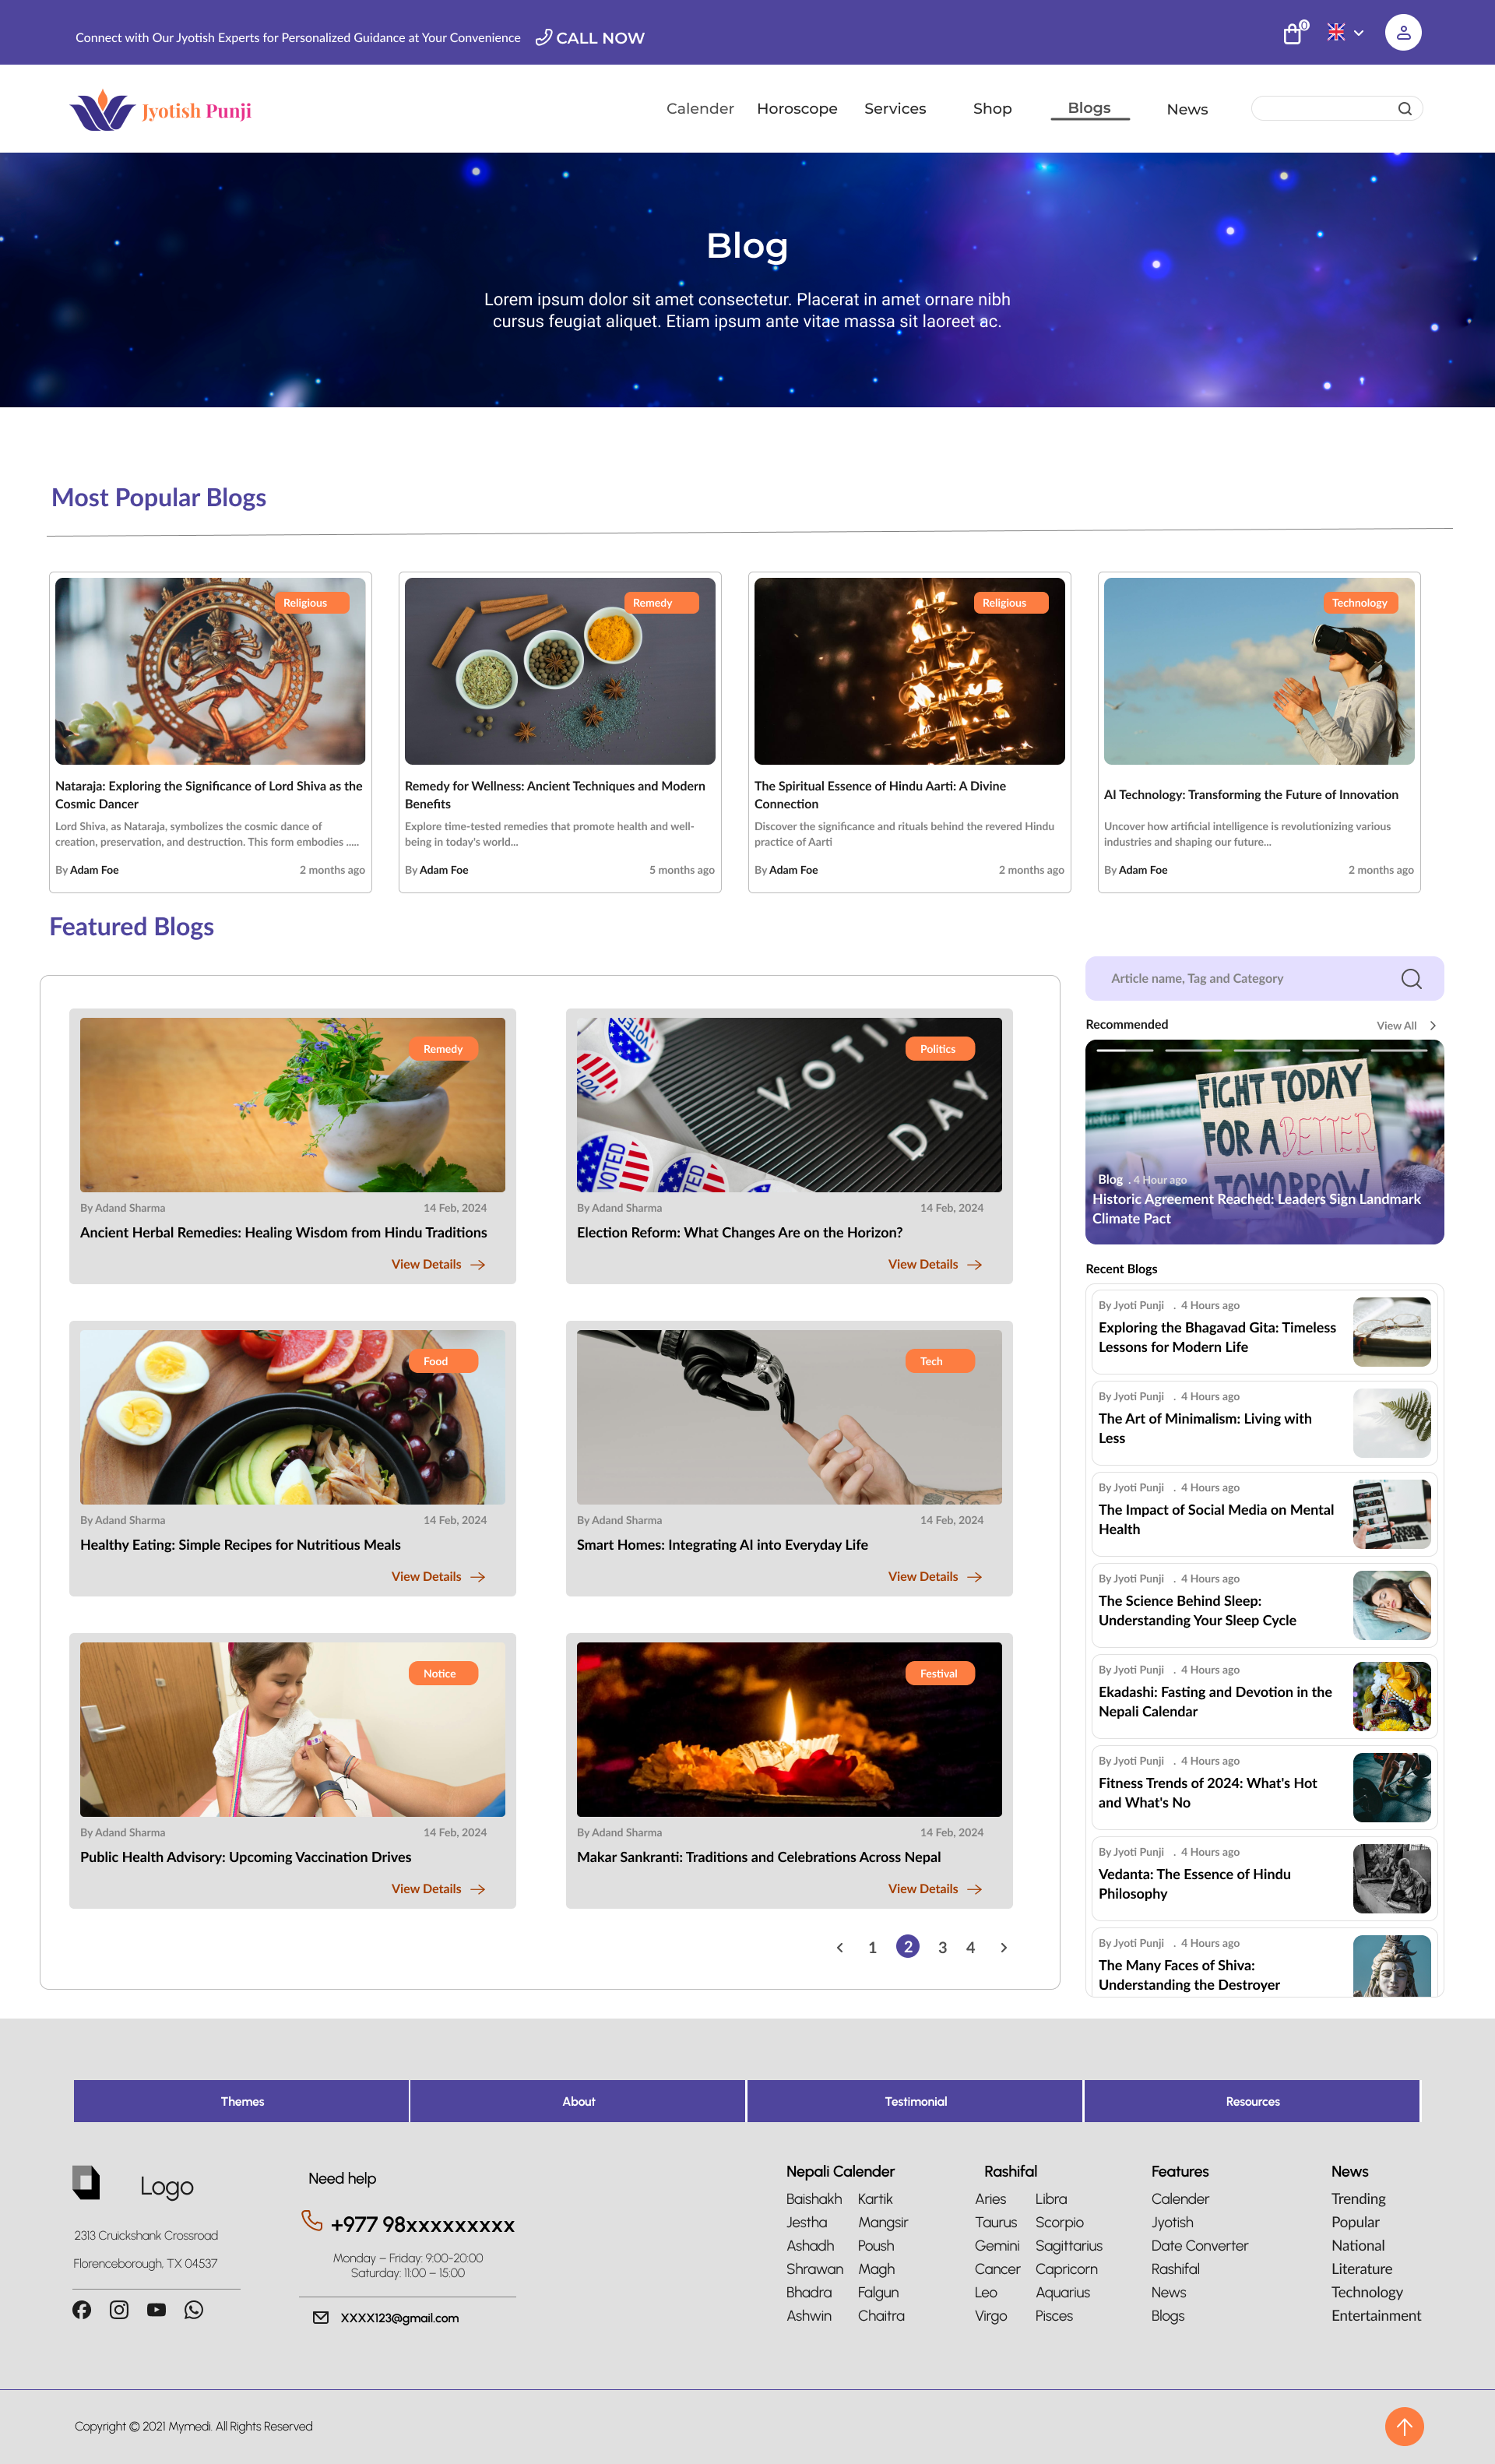 Connect with Our Jyotish Experts for Personalized Guidance at Your Convenience
CALL NOW
0
Jyotish Punji
Calender
Horoscope
Services
Shop
Blogs
News
Blog
Lorem ipsum dolor sit amet consectetur. Placerat in amet ornare nibh
cursus feugiat aliquet. Etiam ipsum ante vitae massa sit laoreet ac.
Most Popular Blogs
Religious
Nataraja: Exploring the Significance of Lord Shiva as the
Cosmic Dancer
Lord Shiva, as Nataraja, symbolizes the cosmic dance of
creation, preservation, and destruction. This form embodies .....
By Adam Foe
2 months ago
Remedy
Remedy for Wellness: Ancient Techniques and Modern
Benefits
Explore time-tested remedies that promote health and well-
being in today's world...
By Adam Foe
5 months ago
Religious
The Spiritual Essence of Hindu Aarti: A Divine
Connection
Discover the significance and rituals behind the revered Hindu
practice of Aarti
By Adam Foe
2 months ago
Technology
AI Technology: Transforming the Future of Innovation
Uncover how artificial intelligence is revolutionizing various
industries and shaping our future...
By Adam Foe
2 months ago
Featured Blogs
Remedy
By Adand Sharma
14 Feb, 2024
Ancient Herbal Remedies: Healing Wisdom from Hindu Traditions
View Details
VOTIN
DAY
VOTED
VOTED
VOTED
Politics
By Adand Sharma
14 Feb, 2024
Election Reform: What Changes Are on the Horizon?
View Details
Food
By Adand Sharma
14 Feb, 2024
Healthy Eating: Simple Recipes for Nutritious Meals
View Details
Tech
By Adand Sharma
14 Feb, 2024
Smart Homes: Integrating AI into Everyday Life
View Details
Notice
By Adand Sharma
14 Feb, 2024
Public Health Advisory: Upcoming Vaccination Drives
View Details
Festival
By Adand Sharma
14 Feb, 2024
Makar Sankranti: Traditions and Celebrations Across Nepal
View Details
1
2
3
4
Article name, Tag and Category
Recommended
View All
FIGHT TODAY
FOR A BETTER
TOMORROW
Blog . 4 Hour ago
Historic Agreement Reached: Leaders Sign Landmark
Climate Pact
Recent Blogs
By Jyoti Punji . 4 Hours ago
Exploring the Bhagavad Gita: Timeless
Lessons for Modern Life
By Jyoti Punji . 4 Hours ago
The Art of Minimalism: Living with
Less
By Jyoti Punji . 4 Hours ago
The Impact of Social Media on Mental
Health
By Jyoti Punji . 4 Hours ago
The Science Behind Sleep:
Understanding Your Sleep Cycle
By Jyoti Punji . 4 Hours ago
Ekadashi: Fasting and Devotion in the
Nepali Calendar
By Jyoti Punji . 4 Hours ago
Fitness Trends of 2024: What's Hot
and What's No
By Jyoti Punji . 4 Hours ago
Vedanta: The Essence of Hindu
Philosophy
By Jyoti Punji . 4 Hours ago
The Many Faces of Shiva:
Understanding the Destroyer
Themes
About
Testimonial
Resources
Logo
2313 Cruickshank Crossroad
Florenceborough, TX 04537
Need help
+977 98xxxxxxxxx
Monday – Friday: 9:00-20:00
Saturday: 11:00 – 15:00
XXXX123@gmail.com
Nepali Calender
Baishakh Kartik
Jestha Mangsir
Ashadh Poush
Shrawan Magh
Bhadra Falgun
Ashwin Chaitra
Rashifal
Aries Libra
Taurus Scorpio
Gemini Sagittarius
Cancer Capricorn
Leo Aquarius
Virgo Pisces
Features
Calender
Jyotish
Date Converter
Rashifal
News
Blogs
News
Trending
Popular
National
Literature
Technology
Entertainment
Copyright © 2021 Mymedi. All Rights Reserved